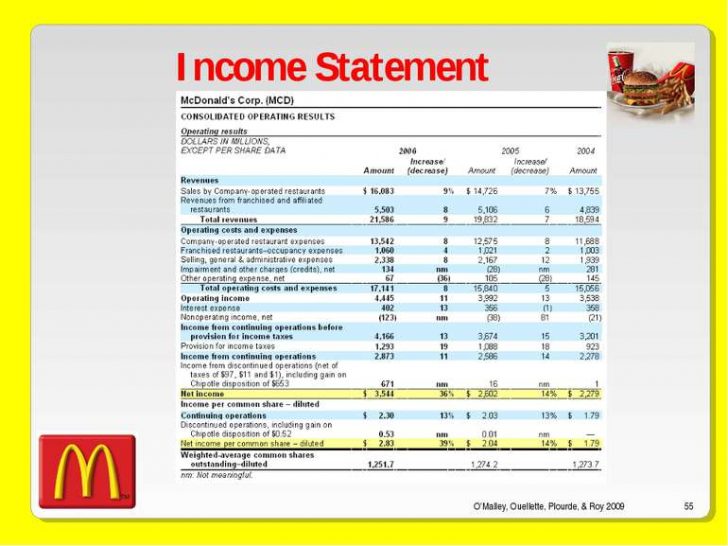 Income Statement
McDonald's Corp. (MCD)
CONSOLIDATED OPERATING RESULTS
Operating results
DOLLARS IN MILLIONS,
EXCEPT PER SHARE DATA 2006 2005 2004
Increase/ Increase/
Amount (decrease) Amount (decrease) Amount
Revenues
Sales by Company-operated restaurants $ 16,083 9% $ 14,726 7% $ 13,755
Revenues from franchised and affiliated
restaurants 5,503 8 5,106 6 4,839
Total revenues 21,586 9 19,832 7 18,594
Operating costs and expenses
Company-operated restaurant expenses 13,542 8 12,575 8 11,688
Franchised restaurants–occupancy expenses 1,060 4 1,021 2 1,003
Selling, general & administrative expenses 2,338 8 2,167 12 1,939
Impairment and other charges (credits), net 134 nm (28) nm 281
Other operating expense, net 67 (36) 105 (28) 145
Total operating costs and expenses 17,141 8 15,840 5 15,056
Operating income 4,445 11 3,992 13 3,538
Interest expense 402 13 356 (1) 358
Nonoperating income, net (123) nm (38) 81 (21)
Income from continuing operations before
provision for income taxes 4,166 13 3,674 15 3,201
Provision for income taxes 1,293 19 1,088 18 923
Income from continuing operations 2,873 11 2,586 14 2,278
Income from discontinued operations (net of
taxes of $97, $11 and $1), including gain on
Chipotle disposition of $653 671 nm 16 nm 1
Net income $ 3,544 36% $ 2,602 14% $ 2,279
Income per common share – diluted
Continuing operations $ 2.30 13% $ 2.03 13% $ 1.79
Discontinued operations, including gain on
Chipotle disposition of $0.52 0.53 nm 0.01 nm —
Net income per common share – diluted $ 2.83 39% $ 2.04 14% $ 1.79
Weighted-average common shares
outstanding–diluted 1,251.7 1,274.2 1,273.7
nm: Not meaningful.
O'Malley, Ouellette, Plourde, & Roy 2009 55